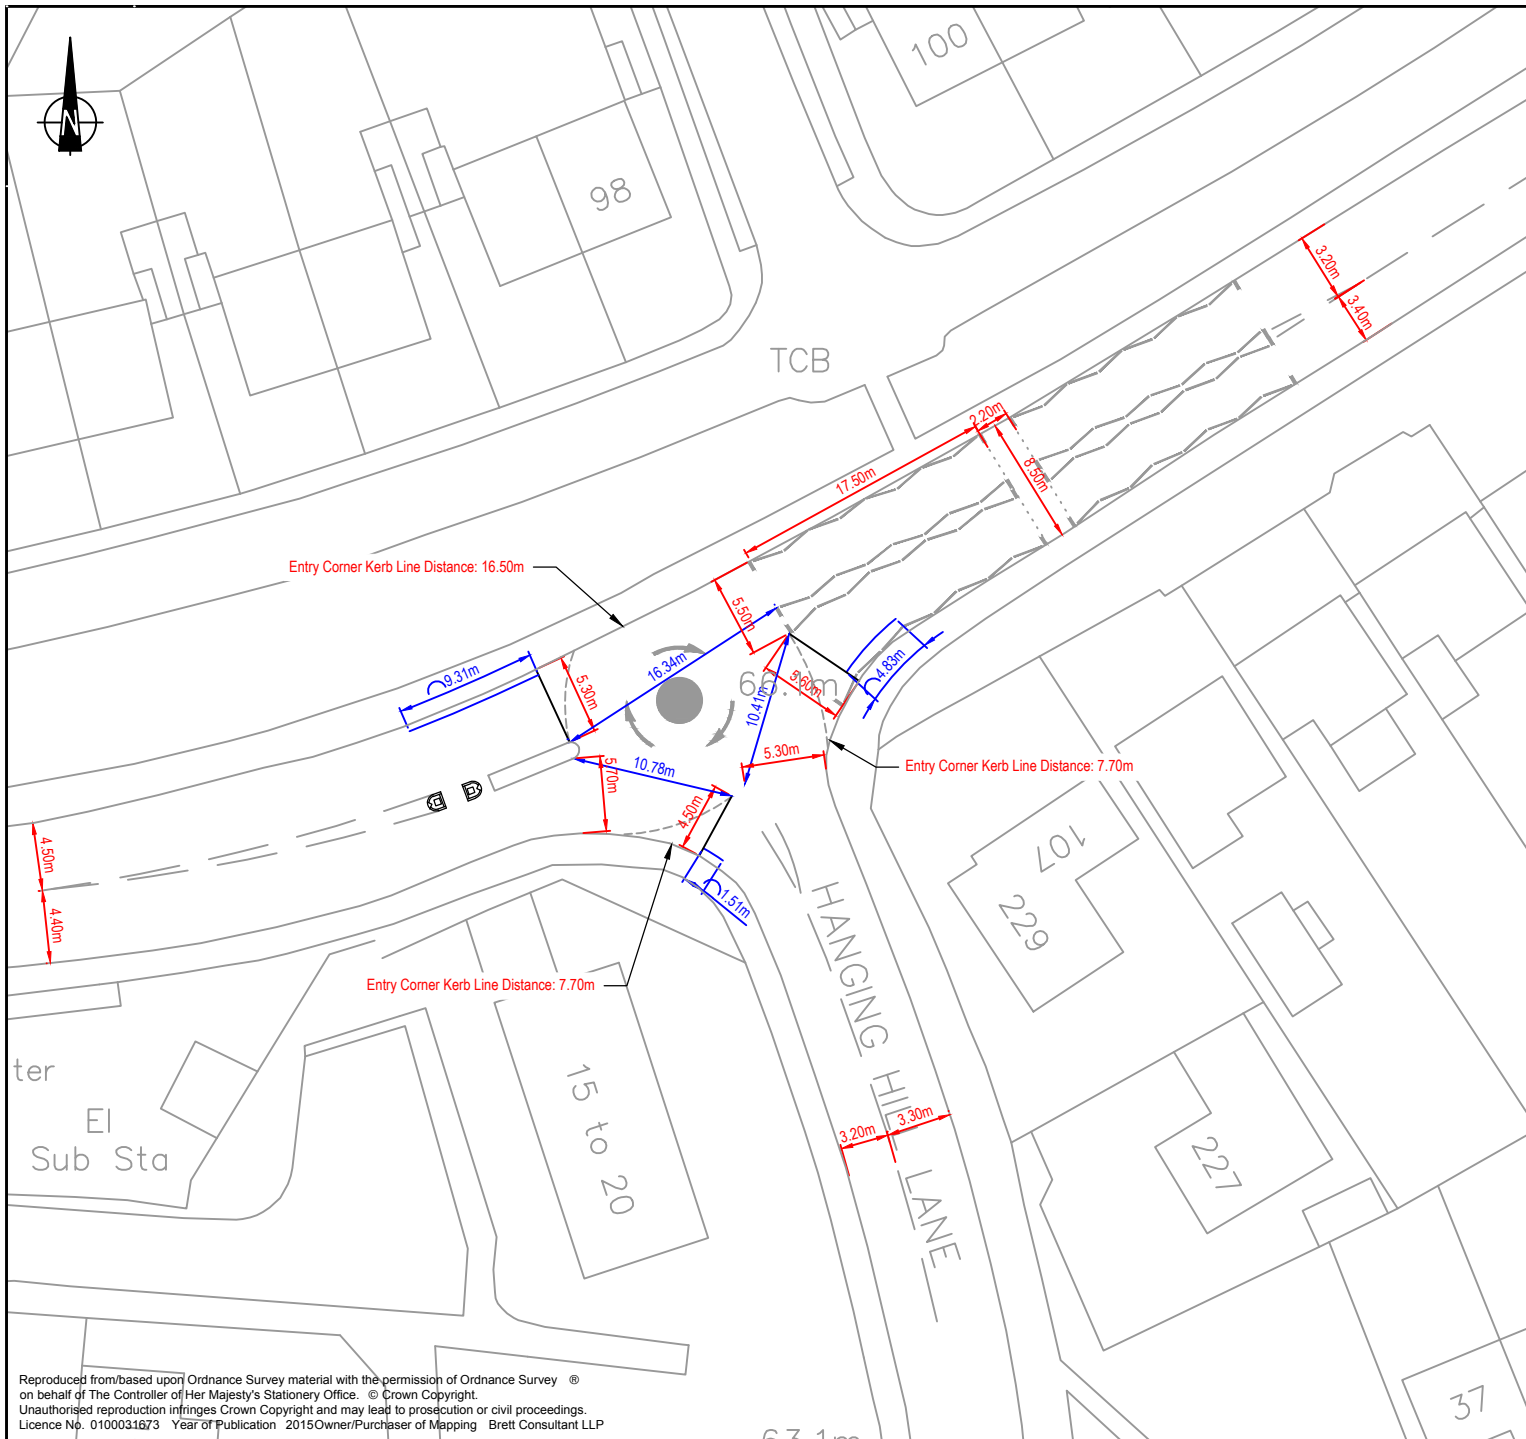 100
N
98
3.20m
3.40m
TCB
2.20m
8.50m
17.50m
Entry Corner Kerb Line Distance: 16.50m
5.50m
16.34m
9.31m
5.30m
66.1m
5.60m
4.83m
10.41m
5.30m
Entry Corner Kerb Line Distance: 7.70m
10.78m
5.70m
4.50m
4.50m
4.40m
1.51m
107
229
HANGING HILL LANE
Entry Corner Kerb Line Distance: 7.70m
ter
El
Sub Sta
15 to 20
3.20m
3.30m
227
37
63.1m
Reproduced from/based upon Ordnance Survey material with the permission of Ordnance Survey ®
on behalf of The Controller of Her Majesty's Stationery Office. © Crown Copyright.
Unauthorised reproduction infringes Crown Copyright and may lead to prosecution or civil proceedings.
Licence No. 0100031673 Year of Publication 2015Owner/Purchaser of Mapping Brett Consultant LLP